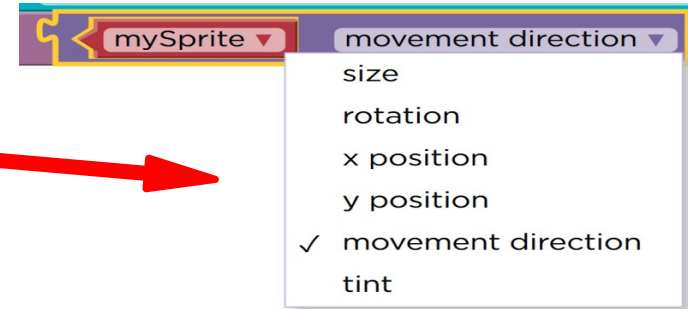 mySprite ▼ movement direction ▼
size
rotation
x position
y position
✓ movement direction
tint